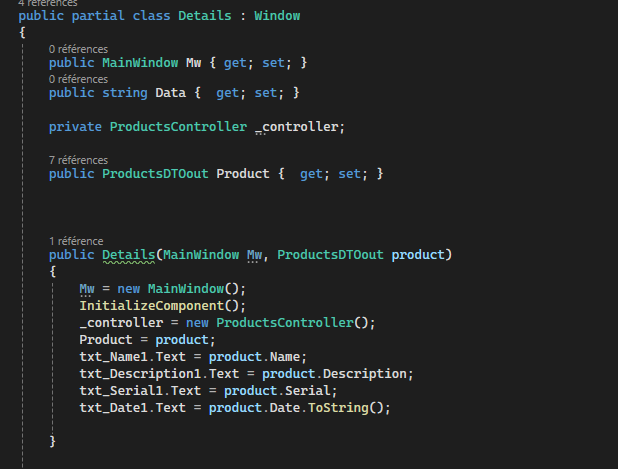 4 références
public partial class Details : Window
{
0 références
public MainWindow Mw { get; set; }
0 références
public string Data {  get; set; }
private ProductsController _controller;
7 références
public ProductsDTOout Product {  get; set; }
1 référence
public Details(MainWindow Mw, ProductsDTOout product)
{
Mw = new MainWindow();
InitializeComponent();
_controller = new ProductsController();
Product = product;
txt_Name1.Text = product.Name;
txt_Description1.Text = product.Description;
txt_Serial1.Text = product.Serial;
txt_Date1.Text = product.Date.ToString();
}